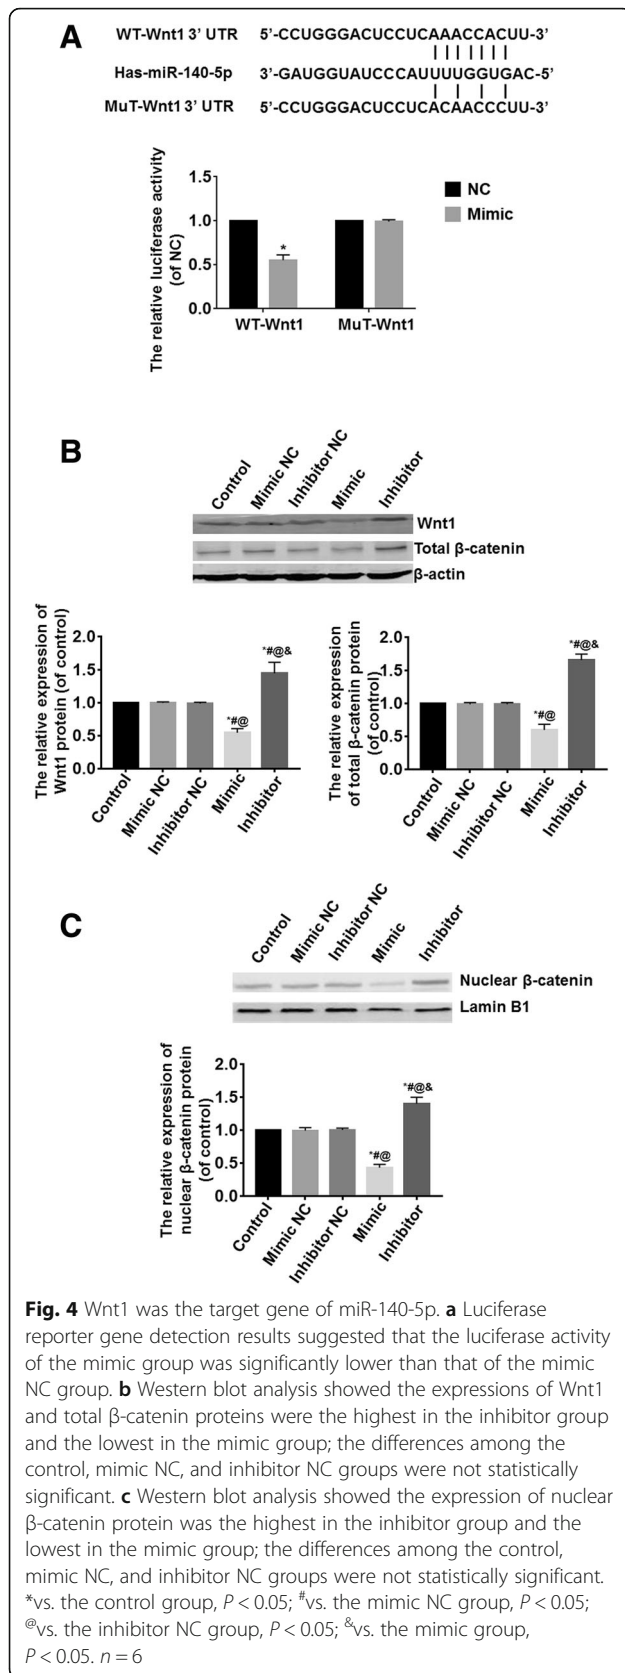 A
WT-Wnt1 3’ UTR 5’-CCUGGGACUCCUCAAACCACUU-3’
Has-miR-140-5p 3’-GAUGGUAUCCCAUUUUGGUGAC-5’
MuT-Wnt1 3’ UTR 5’-CCUGGGACUCCUCACAACCCUU-3’
The relative luciferase activity
(of NC)
1.5
1.0
0.5
0.0
*
WT-Wnt1 MuT-Wnt1
NC
Mimic
B
Control Mimic NC Inhibitor NC Mimic Inhibitor
Wnt1
Total β-catenin
β-actin
The relative expression of
Wnt1 protein (of control)
2.0
1.5
1.0
0.5
0.0
*#@
*#@&
Control Mimic NC Inhibitor NC Mimic Inhibitor
The relative expression
of total β-catenin protein
(of control)
2.0
1.5
1.0
0.5
0.0
*#@
*#@&
Control Mimic NC Inhibitor NC Mimic Inhibitor
C
Control Mimic NC Inhibitor NC Mimic Inhibitor
Nuclear β-catenin
Lamin B1
The relative expression of
nuclear β-catenin protein
(of control)
2.0
1.5
1.0
0.5
0.0
*#@
*#@&
Control Mimic NC Inhibitor NC Mimic Inhibitor
Fig. 4 Wnt1 was the target gene of miR-140-5p. a Luciferase
reporter gene detection results suggested that the luciferase activity
of the mimic group was significantly lower than that of the mimic
NC group. b Western blot analysis showed the expressions of Wnt1
and total β-catenin proteins were the highest in the inhibitor group
and the lowest in the mimic group; the differences among the
control, mimic NC, and inhibitor NC groups were not statistically
significant. c Western blot analysis showed the expression of nuclear
β-catenin protein was the highest in the inhibitor group and the
lowest in the mimic group; the differences among the control,
mimic NC, and inhibitor NC groups were not statistically significant.
*vs. the control group, P < 0.05; #vs. the mimic NC group, P < 0.05;
@vs. the inhibitor NC group, P < 0.05; &vs. the mimic group,
P < 0.05. n = 6